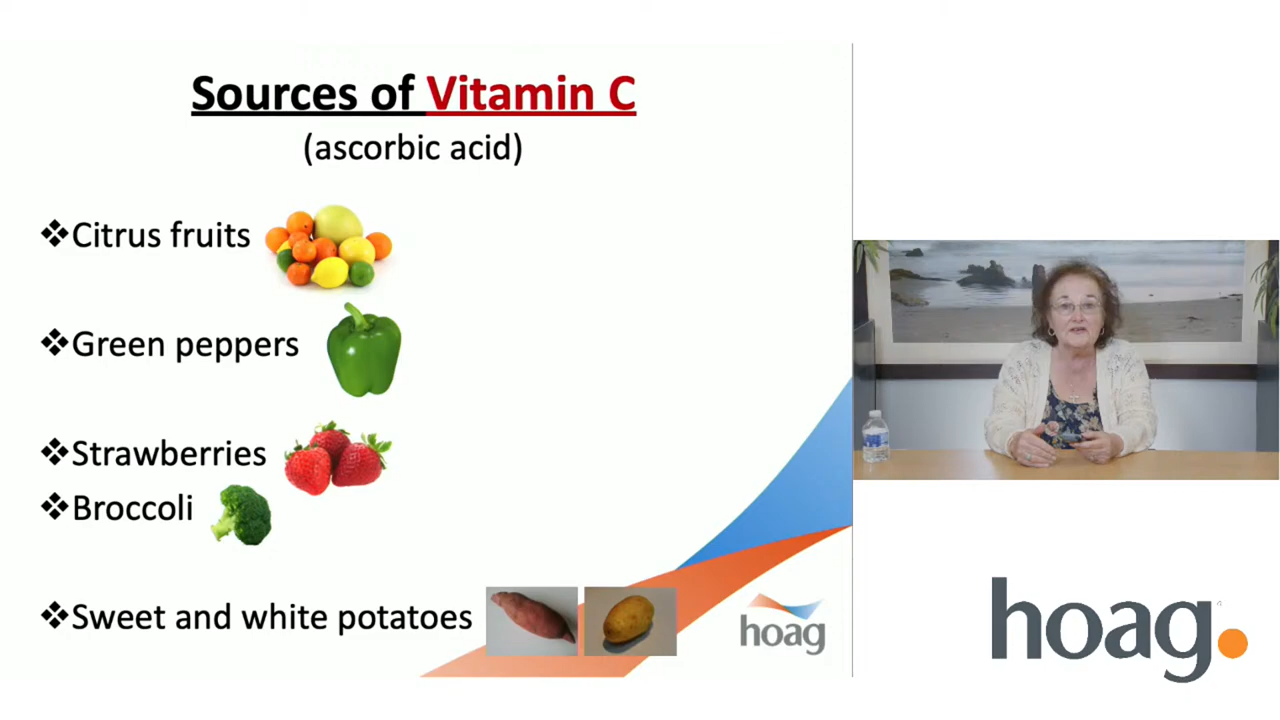 Sources of Vitamin C
(ascorbic acid)
❖Citrus fruits
❖Green peppers
❖Strawberries
❖Broccoli
❖Sweet and white potatoes
hoag
hoag.